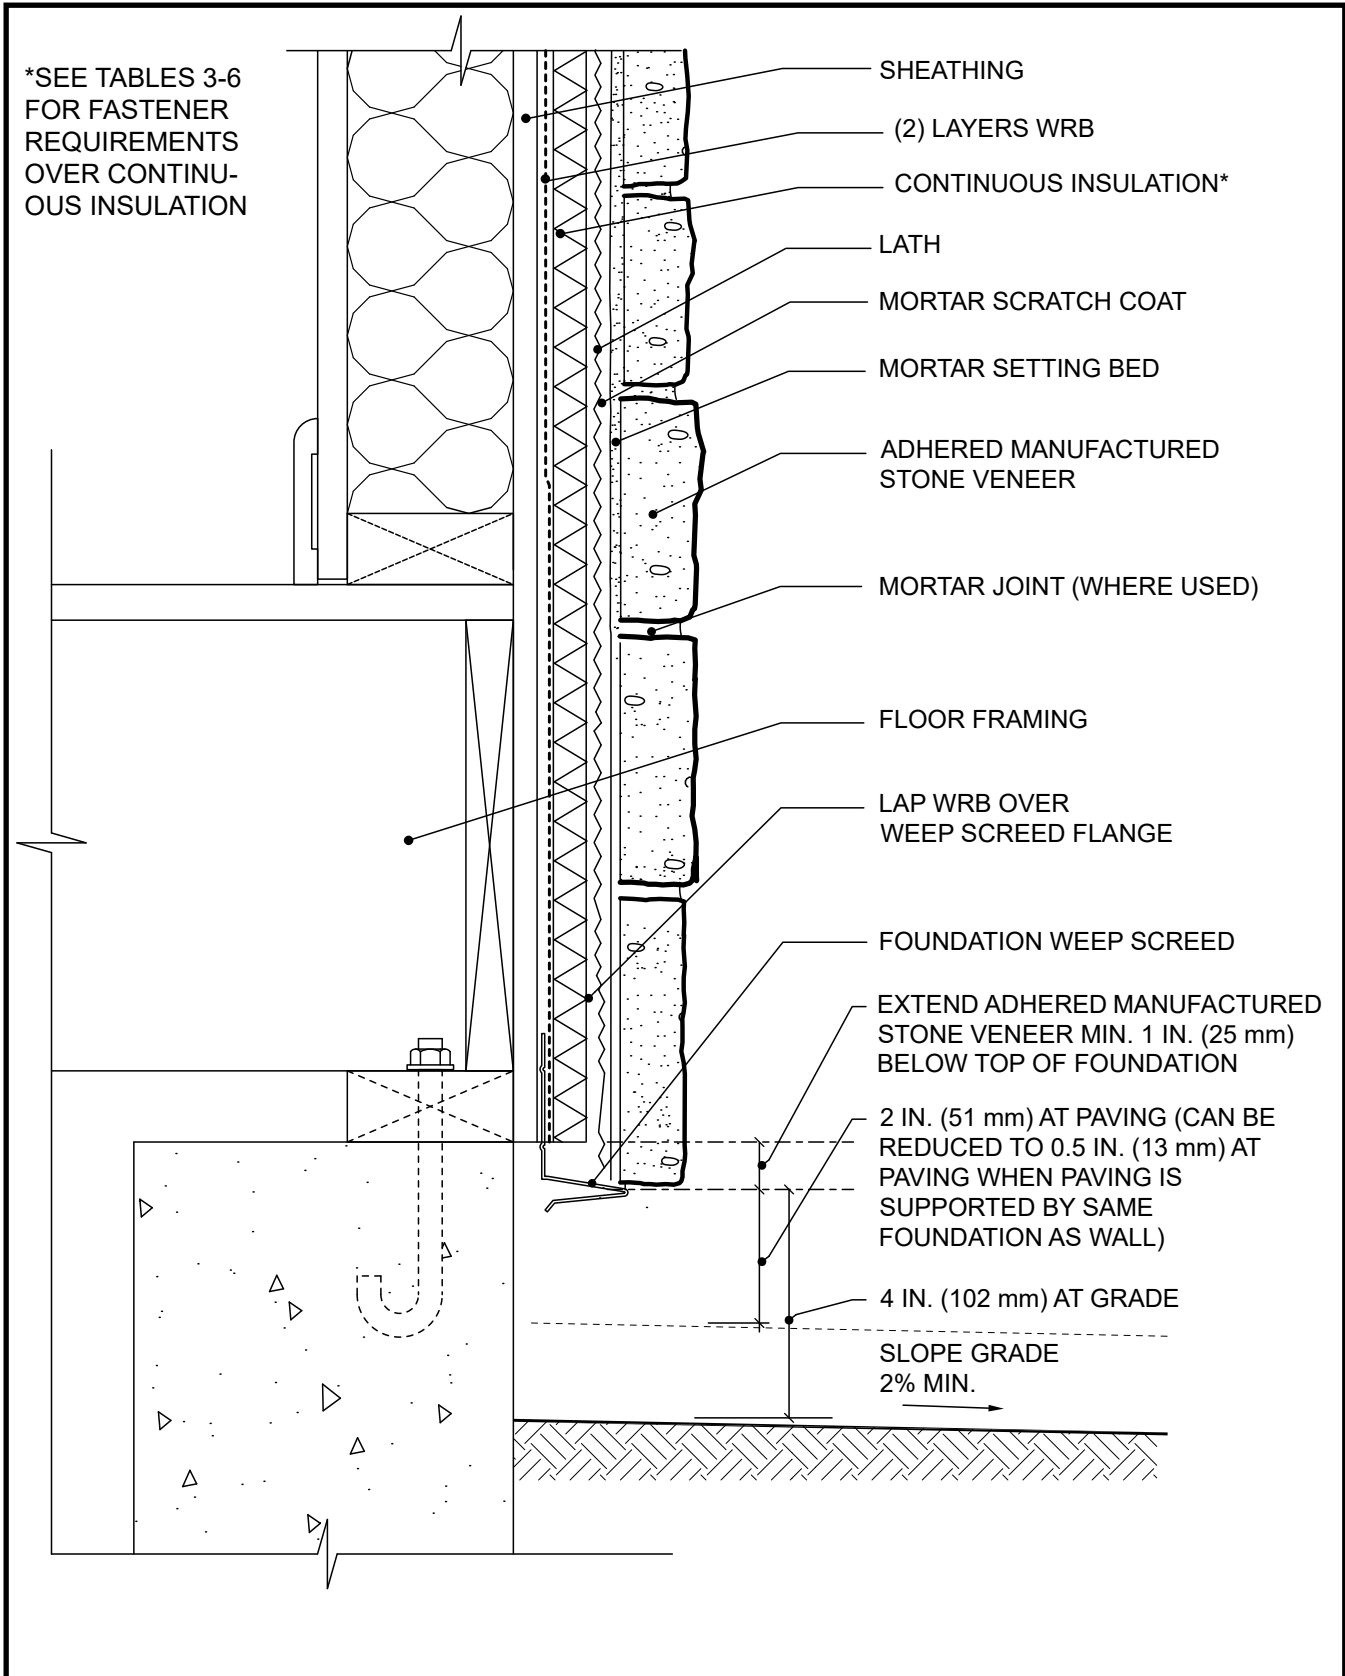 *SEE TABLES 3-6
FOR FASTENER
REQUIREMENTS
OVER CONTINU-
OUS INSULATION
SHEATHING
(2) LAYERS WRB
CONTINUOUS INSULATION*
LATH
MORTAR SCRATCH COAT
MORTAR SETTING BED
ADHERED MANUFACTURED
STONE VENEER
MORTAR JOINT (WHERE USED)
FLOOR FRAMING
LAP WRB OVER
WEEP SCREED FLANGE
FOUNDATION WEEP SCREED
EXTEND ADHERED MANUFACTURED
STONE VENEER MIN. 1 IN. (25 mm)
BELOW TOP OF FOUNDATION
2 IN. (51 mm) AT PAVING (CAN BE
REDUCED TO 0.5 IN. (13 mm) AT
PAVING WHEN PAVING IS
SUPPORTED BY SAME
FOUNDATION AS WALL)
4 IN. (102 mm) AT GRADE
SLOPE GRADE
2% MIN.